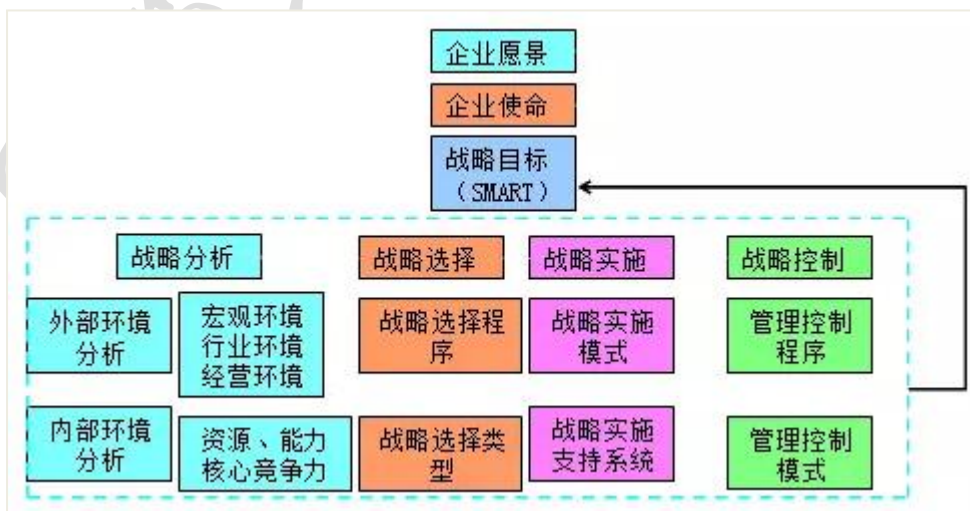 企业愿景
企业使命
战略目标
（SMART）
战略分析
战略选择
战略实施
战略控制
外部环境
分析
宏观环境
行业环境
经营环境
战略选择程
序
战略实施
模式
管理控制
程序
内部环境
分析
资源、能力
核心竞争力
战略选择类
型
战略实施
支持系统
管理控制
模式